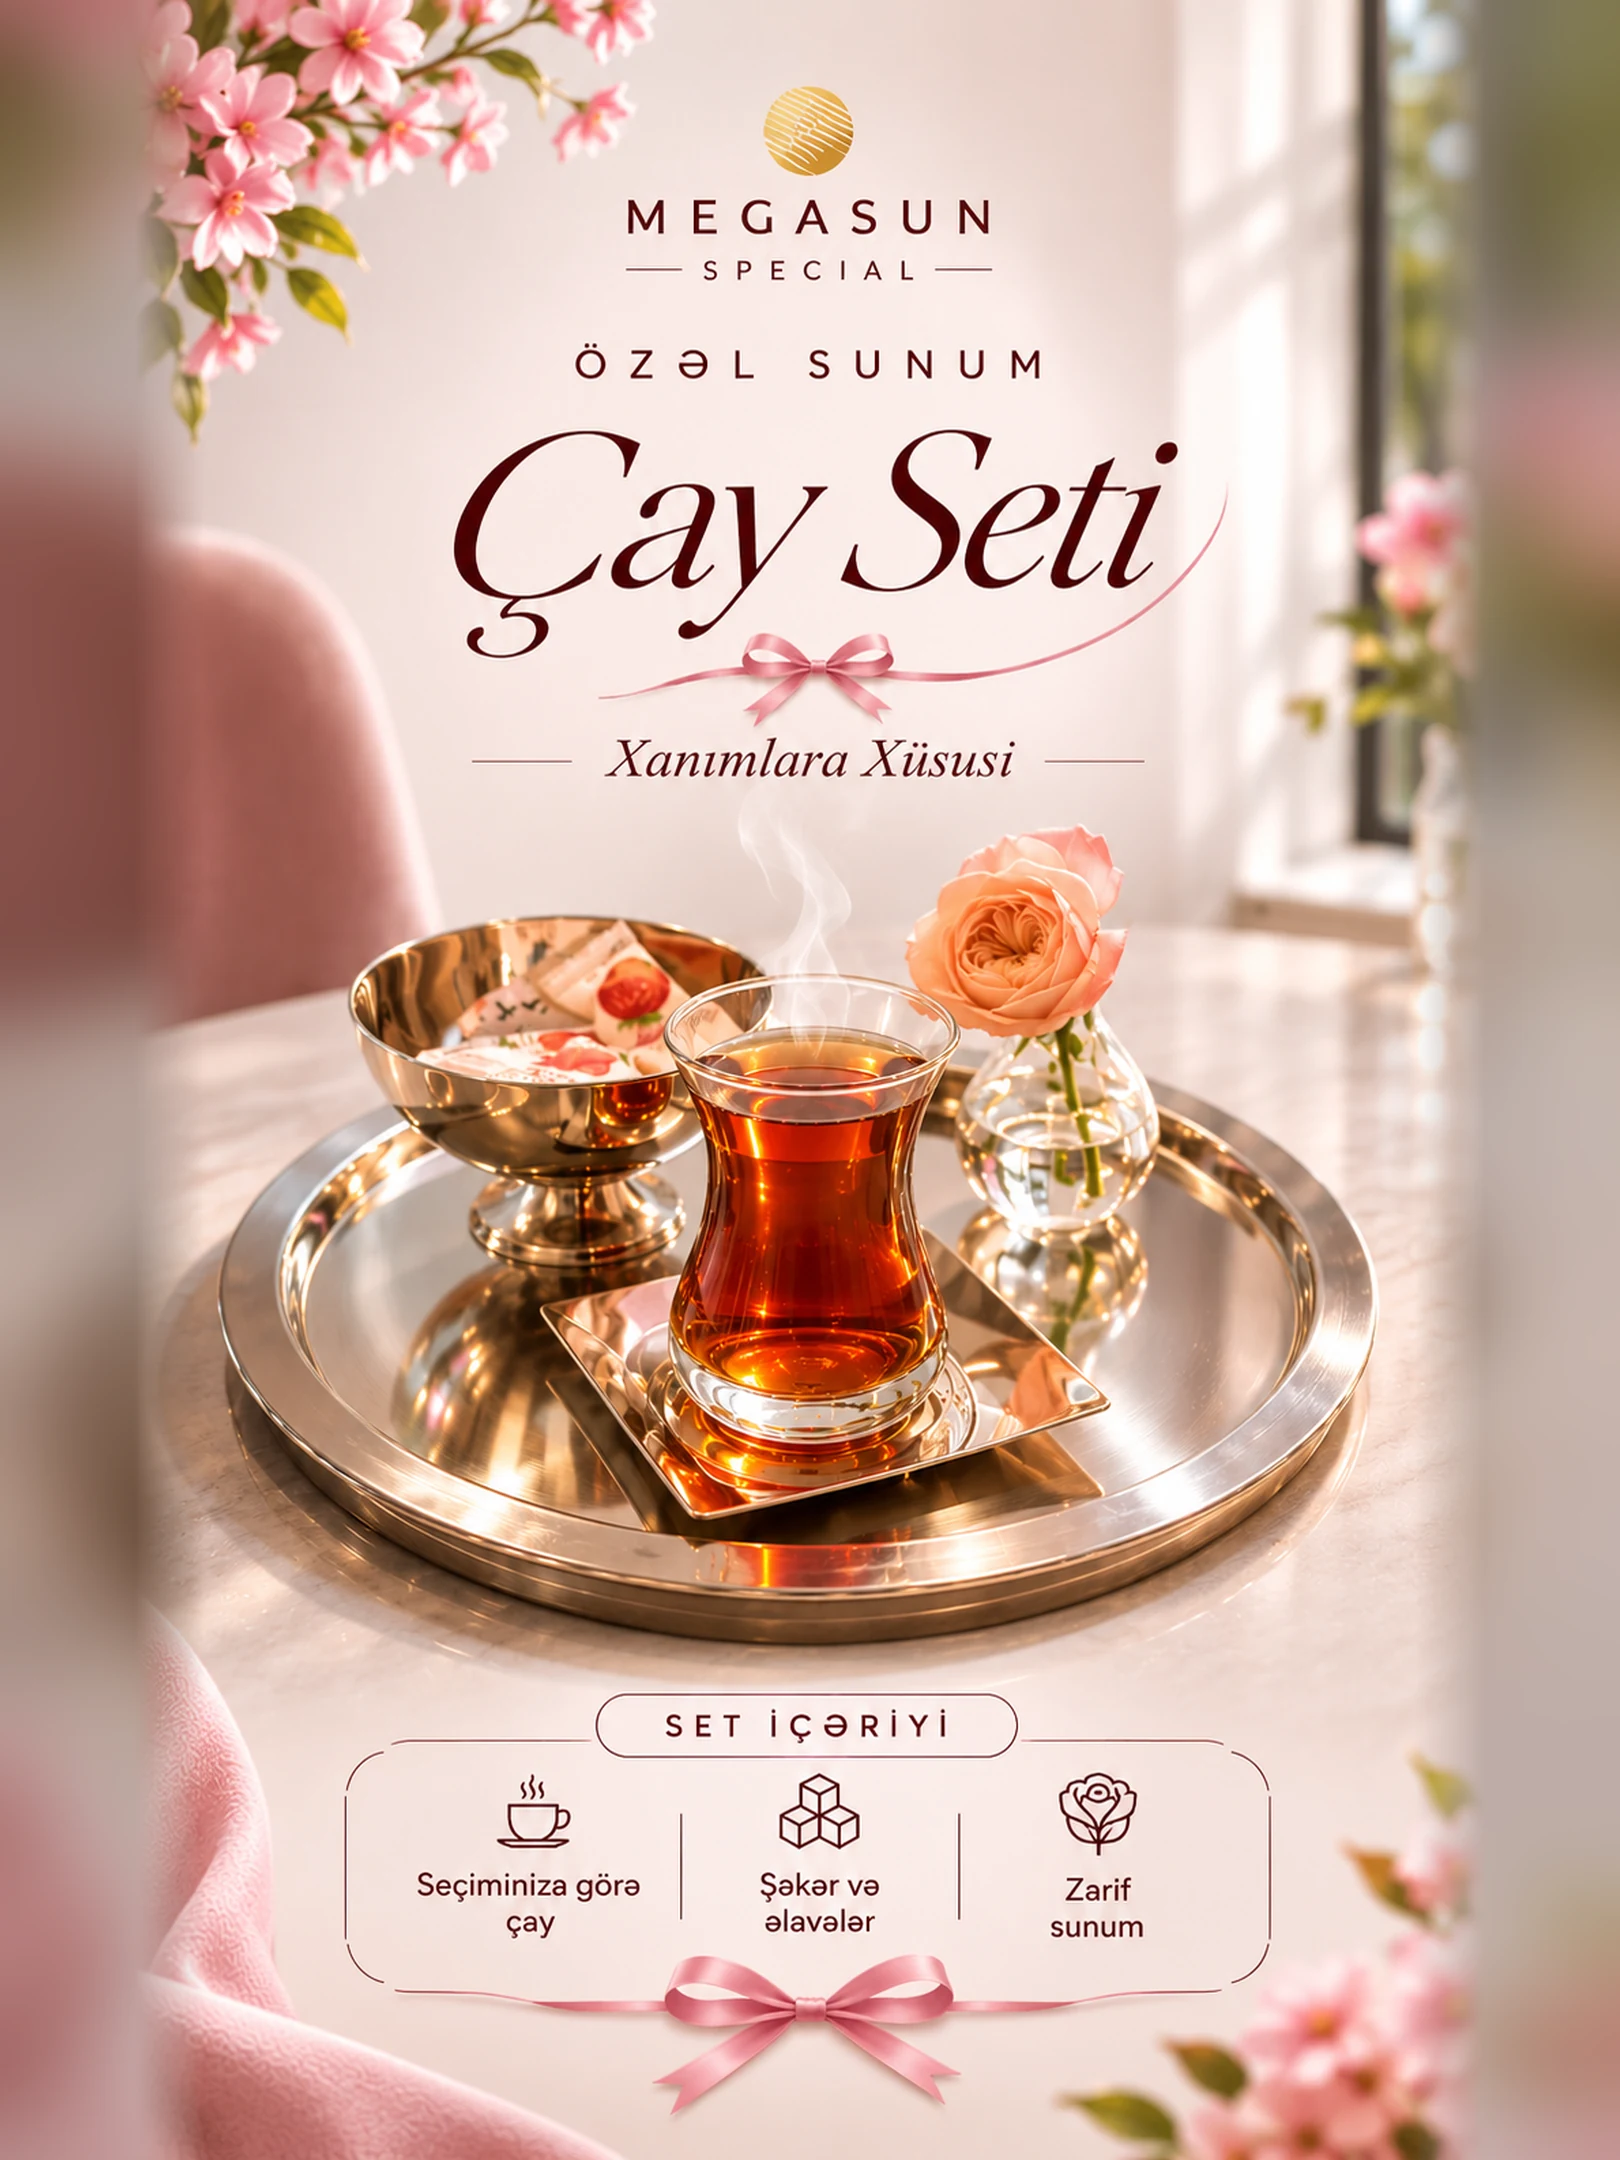 MEGASUN
SPECIAL
ÖZƏL SUNUM
Çay Seti
Xanımlara Xüsusi
SET İÇƏRİYİ
Seçiminiza görə
çay
Şəkər və
əlavələr
Zarif
sunum